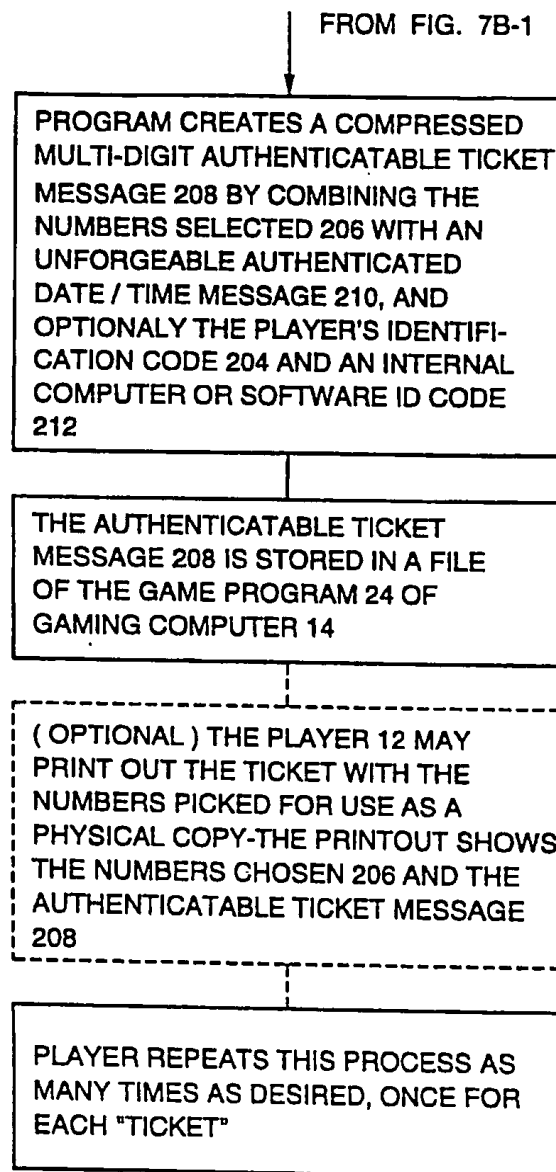 FROM FIG. 7B-1
PROGRAM CREATES A COMPRESSED
MULTI-DIGIT AUTHENTICATABLE TICKET
MESSAGE 208 BY COMBINING THE
NUMBERS SELECTED 206 WITH AN
UNFORGEABLE AUTHENTICATED
DATE / TIME MESSAGE 210, AND
OPTIONALY THE PLAYER'S IDENTIFI-
CATION CODE 204 AND AN INTERNAL
COMPUTER OR SOFTWARE ID CODE
212
THE AUTHENTICATABLE TICKET
MESSAGE 208 IS STORED IN A FILE
OF THE GAME PROGRAM 24 OF
GAMING COMPUTER 14
( OPTIONAL ) THE PLAYER 12 MAY
PRINT OUT THE TICKET WITH THE
NUMBERS PICKED FOR USE AS A
PHYSICAL COPY-THE PRINTOUT SHOWS
THE NUMBERS CHOSEN 206 AND THE
AUTHENTICATABLE TICKET MESSAGE
208
PLAYER REPEATS THIS PROCESS AS
MANY TIMES AS DESIRED, ONCE FOR
EACH "TICKET"